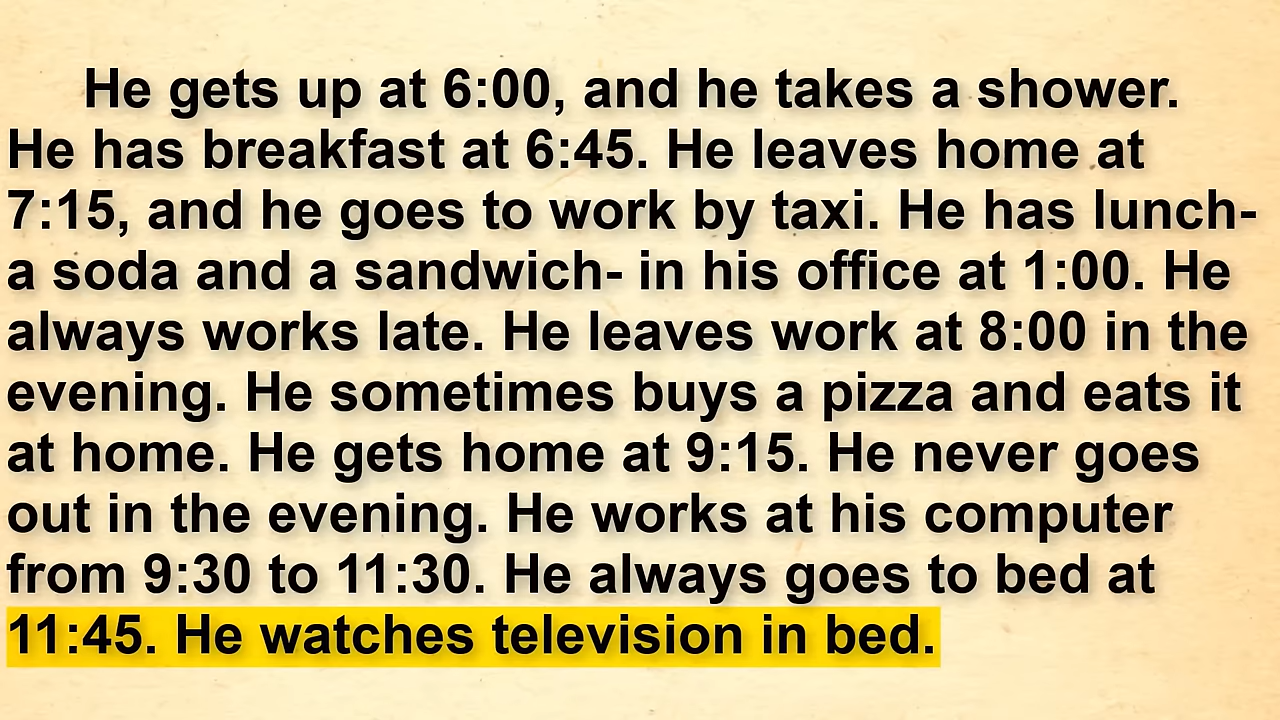 He gets up at 6:00, and he takes a shower.
He has breakfast at 6:45. He leaves home at
7:15, and he goes to work by taxi. He has lunch-
a soda and a sandwich- in his office at 1:00. He
always works late. He leaves work at 8:00 in the
evening. He sometimes buys a pizza and eats it
at home. He gets home at 9:15. He never goes
out in the evening. He works at his computer
from 9:30 to 11:30. He always goes to bed at
11:45. He watches television in bed.